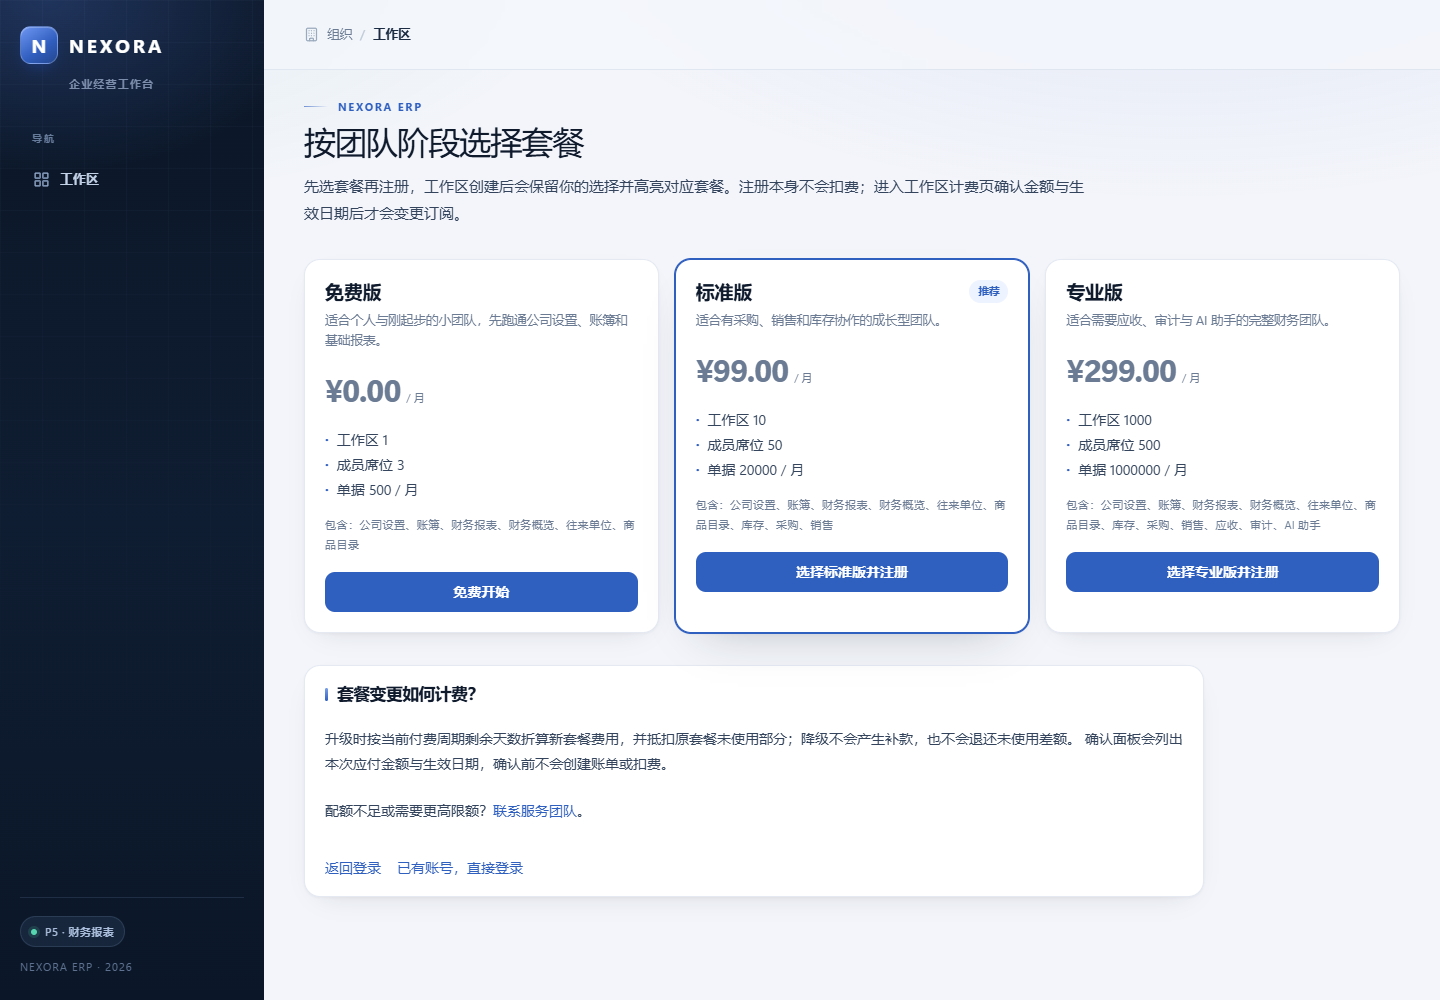 N NEXORA
企业经营工作台
导航
工作区
P5 · 财务报表
NEXORA ERP · 2026
组织 / 工作区
NEXORA ERP
按团队阶段选择套餐
先选套餐再注册，工作区创建后会保留你的选择并高亮对应套餐。注册本身不会扣费；进入工作区计费页确认金额与生
效日期后才会变更订阅。
免费版
适合个人与刚起步的小团队，先跑通公司设置、账簿和
基础报表。
¥0.00 / 月
· 工作区 1
· 成员席位 3
· 单据 500 / 月
包含：公司设置、账簿、财务报表、财务概览、往来单位、商
品目录
免费开始
标准版 推荐
适合有采购、销售和库存协作的成长型团队。
¥99.00 / 月
· 工作区 10
· 成员席位 50
· 单据 20000 / 月
包含：公司设置、账簿、财务报表、财务概览、往来单位、商
品目录、库存、采购、销售
选择标准版并注册
专业版
适合需要应收、审计与 AI 助手的完整财务团队。
¥299.00 / 月
· 工作区 1000
· 成员席位 500
· 单据 1000000 / 月
包含：公司设置、账簿、财务报表、财务概览、往来单位、商
品目录、库存、采购、销售、应收、审计、AI 助手
选择专业版并注册
套餐变更如何计费？
升级时按当前付费周期剩余天数折算新套餐费用，并抵扣原套餐未使用部分；降级不会产生补款，也不会退还未使用差额。 确认面板会列出
本次应付金额与生效日期，确认前不会创建账单或扣费。
配额不足或需要更高限额？联系服务团队。
返回登录 已有账号，直接登录